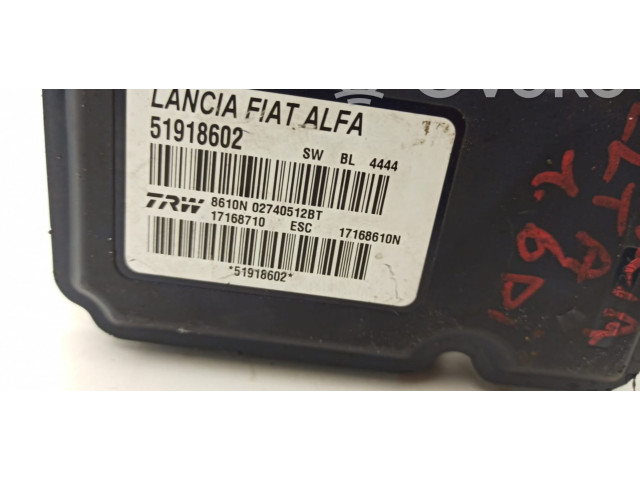 LANCIA FIAT ALFA
51918602
SW BL 4444
TRW 8610N 02740512BT
17168710 ESC 17168610N
*51918602*